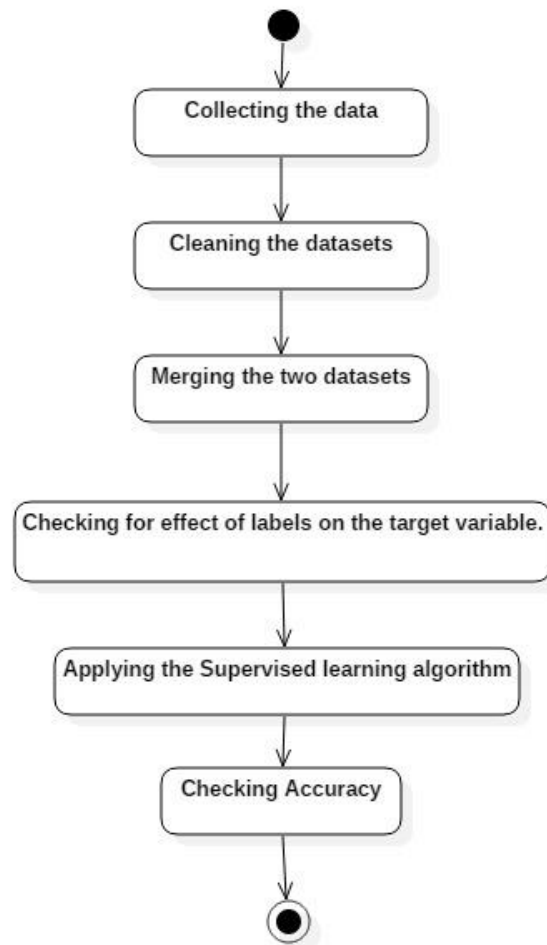 Collecting the data
Cleaning the datasets
Merging the two datasets
Checking for effect of labels on the target variable.
Applying the Supervised learning algorithm
Checking Accuracy